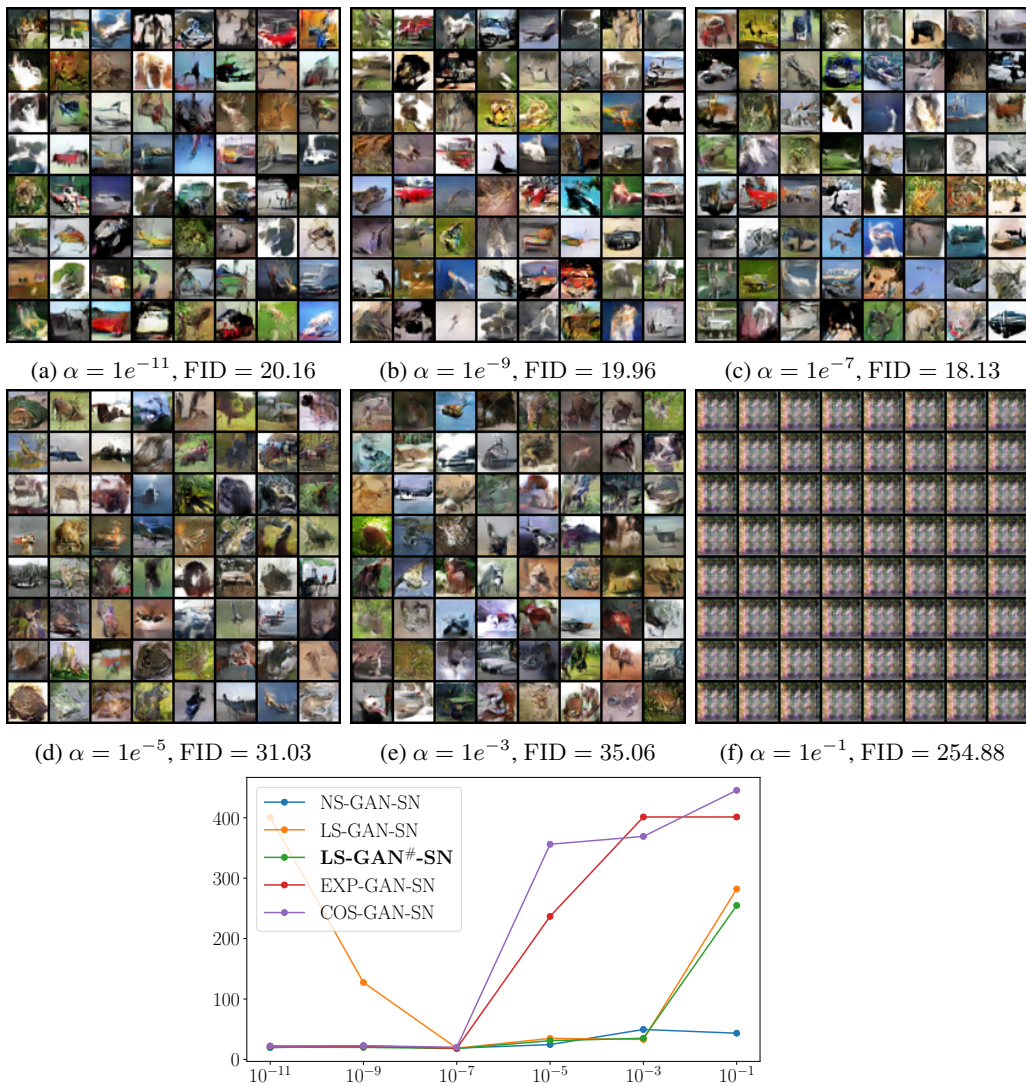 (a) α = 1e⁻¹¹, FID = 20.16
(b) α = 1e⁻⁹, FID = 19.96
(c) α = 1e⁻⁷, FID = 18.13
(d) α = 1e⁻⁵, FID = 31.03
(e) α = 1e⁻³, FID = 35.06
(f) α = 1e⁻¹, FID = 254.88
NS-GAN-SN
LS-GAN-SN
LS-GAN#-SN
EXP-GAN-SN
COS-GAN-SN
400
300
200
100
0
10⁻¹¹
10⁻⁹
10⁻⁷
10⁻⁵
10⁻³
10⁻¹